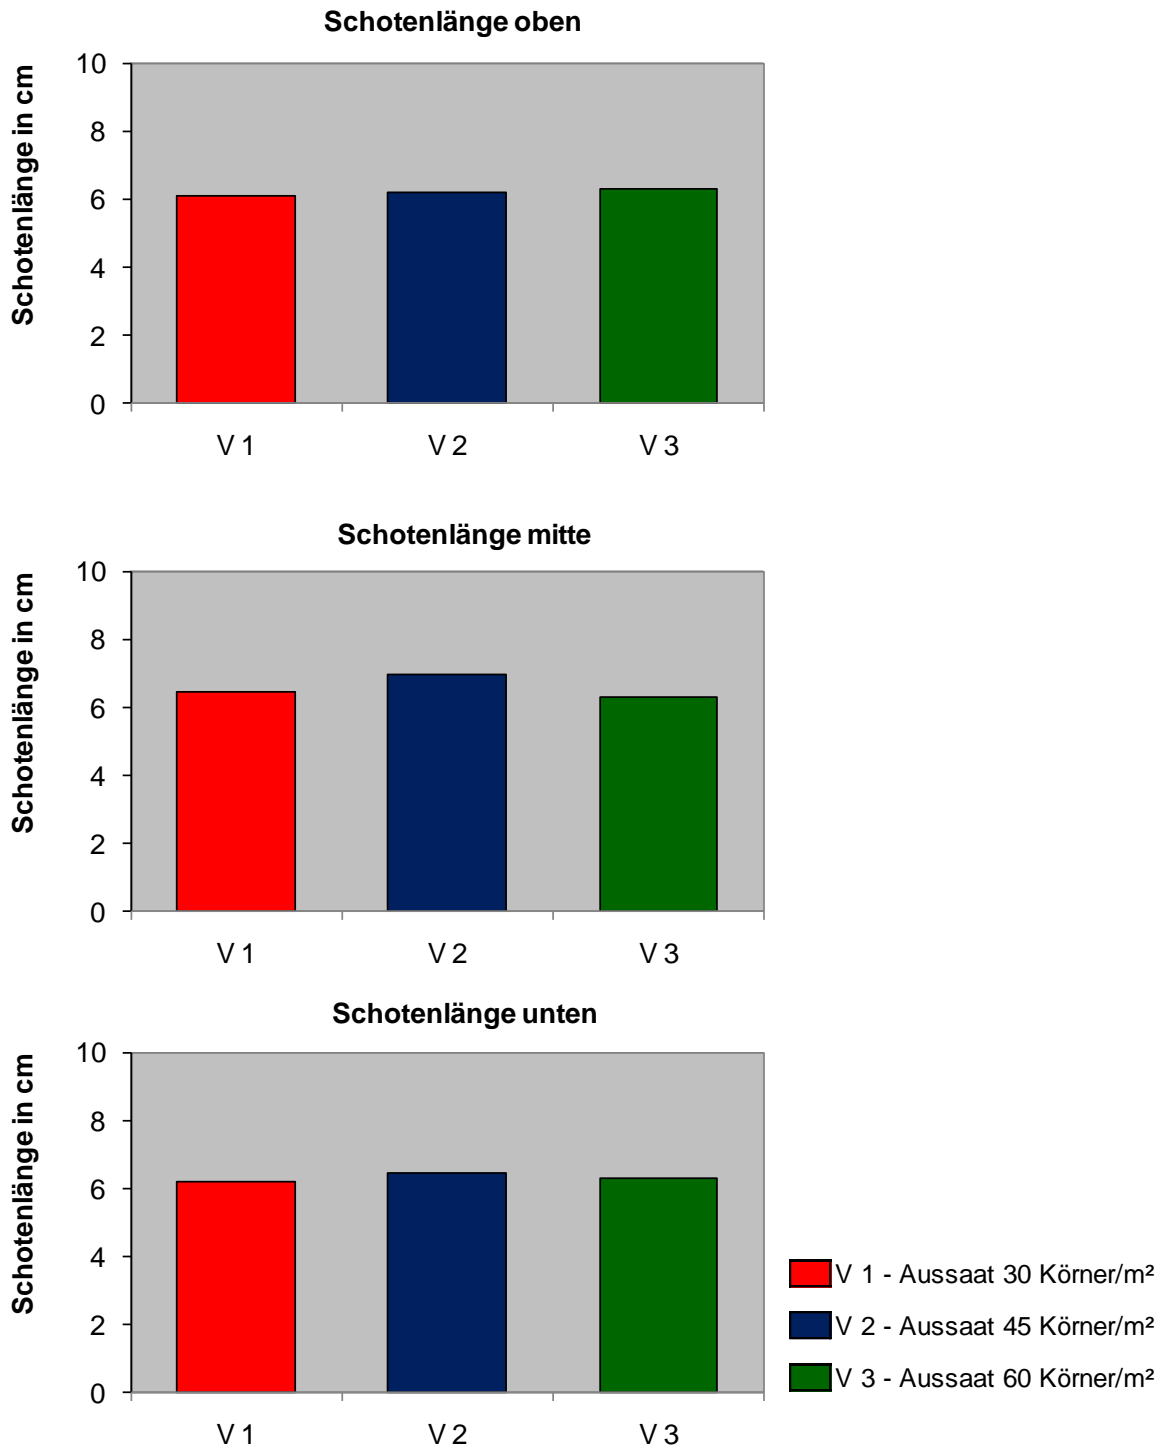 Schotenlänge oben
Schotenlänge in cm
10
8
6
4
2
0
V 1
V 2
V 3
Schotenlänge mitte
Schotenlänge in cm
10
8
6
4
2
0
V 1
V 2
V 3
Schotenlänge unten
Schotenlänge in cm
10
8
6
4
2
0
V 1
V 2
V 3
V 1 - Aussaat 30 Körner/m²
V 2 - Aussaat 45 Körner/m²
V 3 - Aussaat 60 Körner/m²